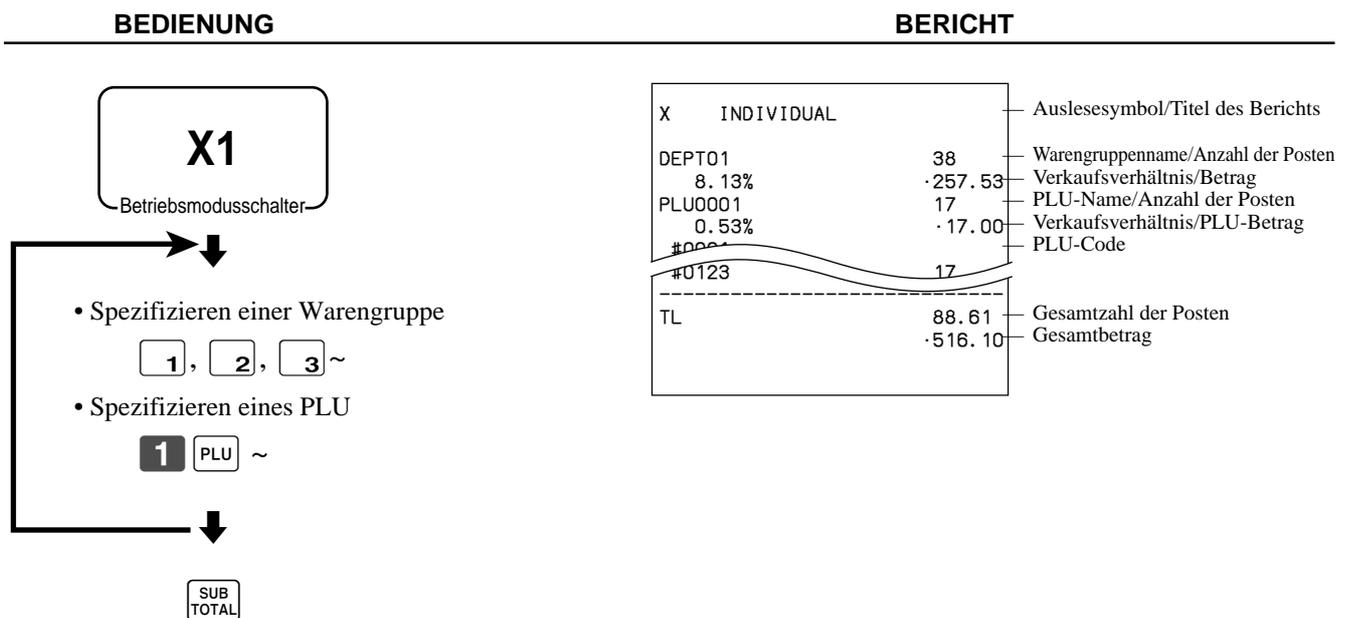 BEDIENUNG
BERICHT
X1
Betriebsmodusschalter
• Spezifizieren einer Warengruppe
1, 2, 3~
• Spezifizieren eines PLU
1 PLU ~
SUB
TOTAL
X INDIVIDUAL
DEPT01 38
8.13% ·257.53
PLU0001 17
0.53% ·17.00
#0001
#0123 17
TL 88.61
·516.10
Auslesesymbol/Titel des Berichts
Warengruppenname/Anzahl der Posten
Verkaufsverhältnis/Betrag
PLU-Name/Anzahl der Posten
Verkaufsverhältnis/PLU-Betrag
PLU-Code
Gesamtzahl der Posten
Gesamtbetrag